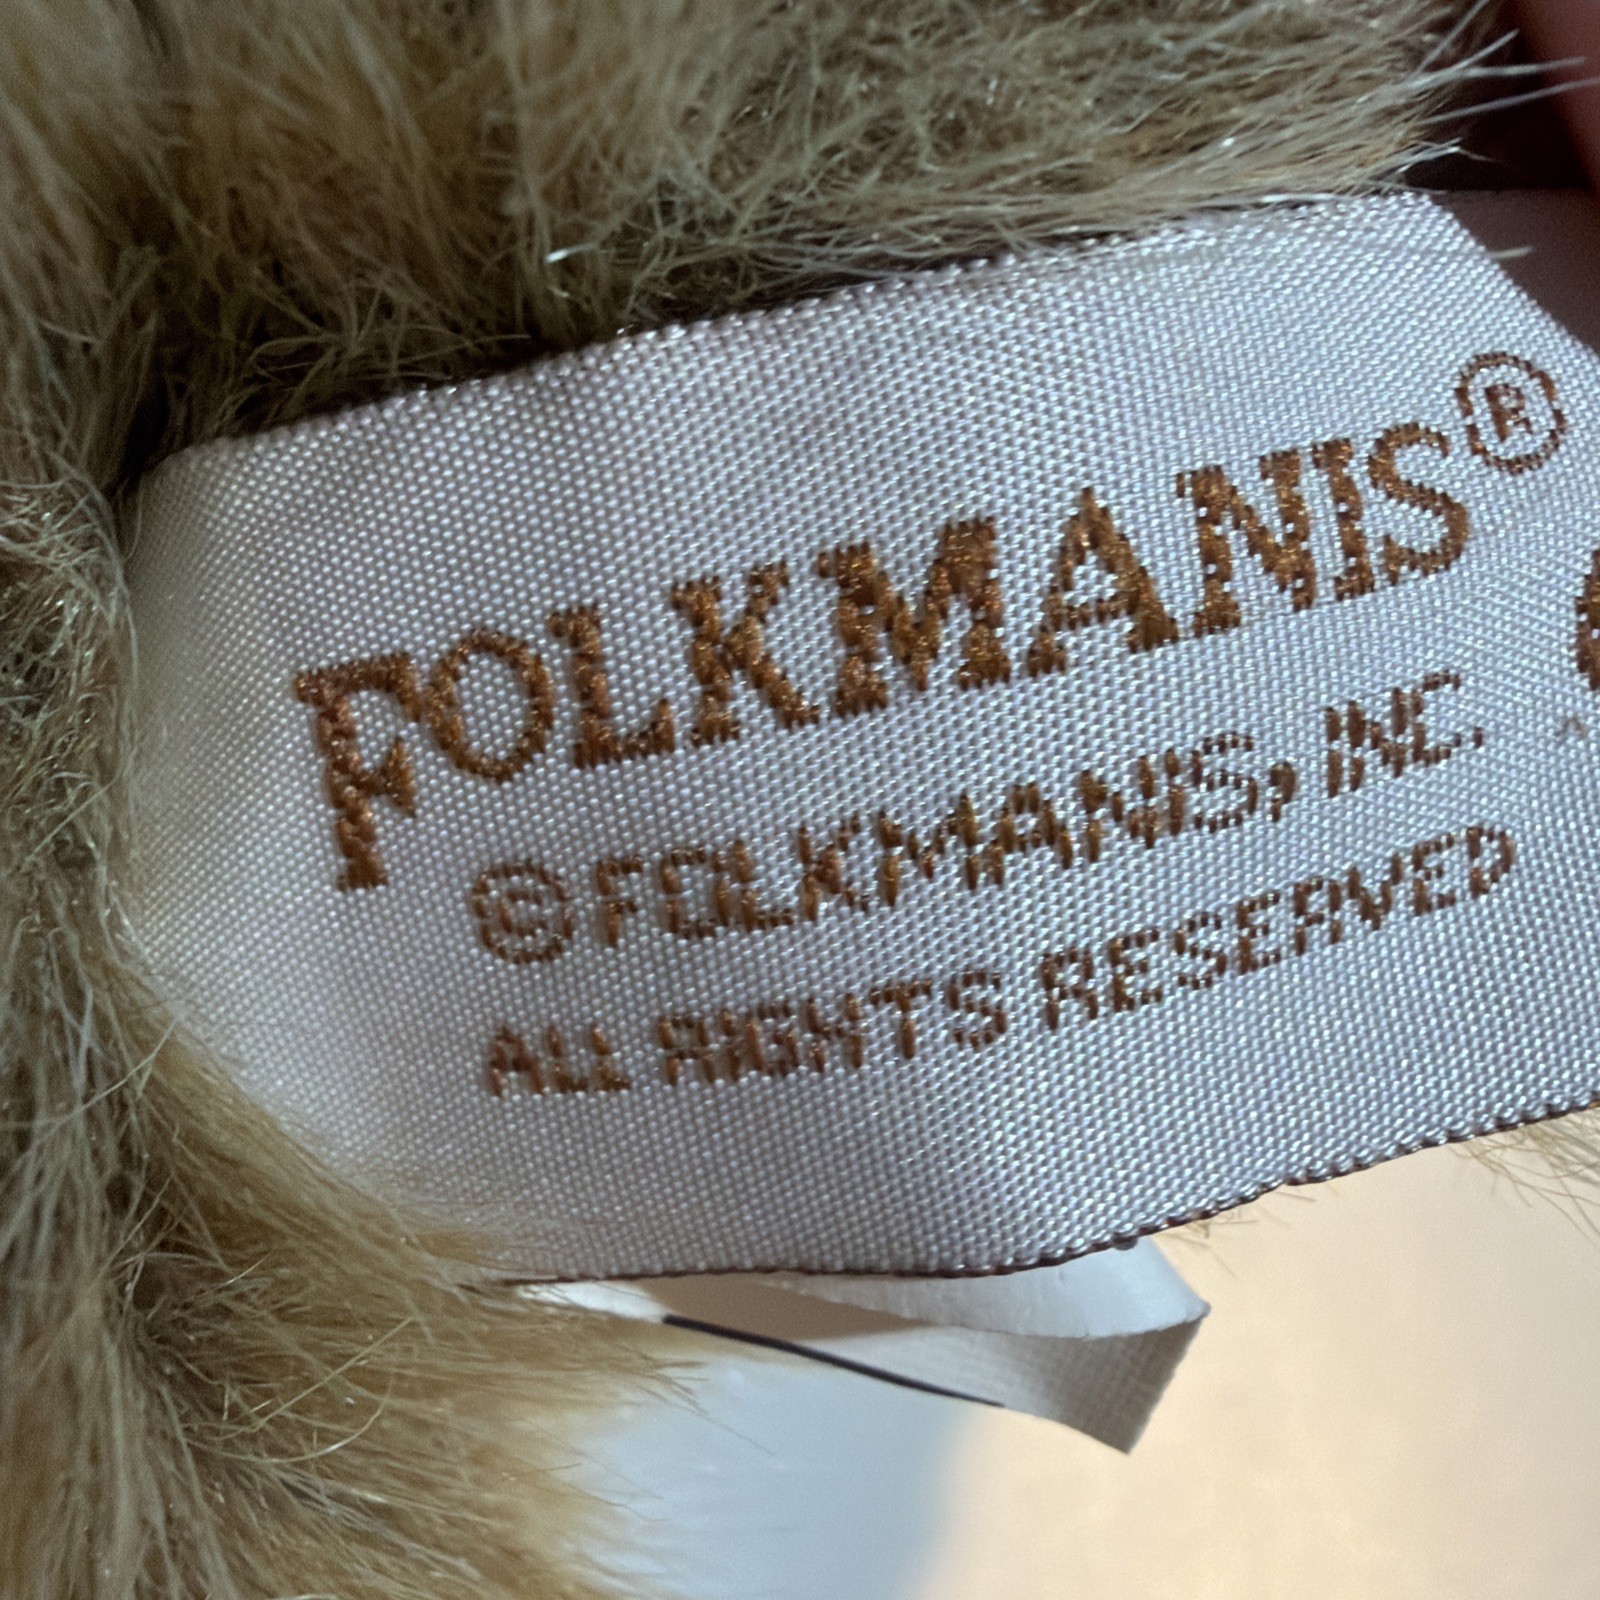 FOLKMANIS®
©FOLKMANIS, INC.
ALL RIGHTS RESERVED